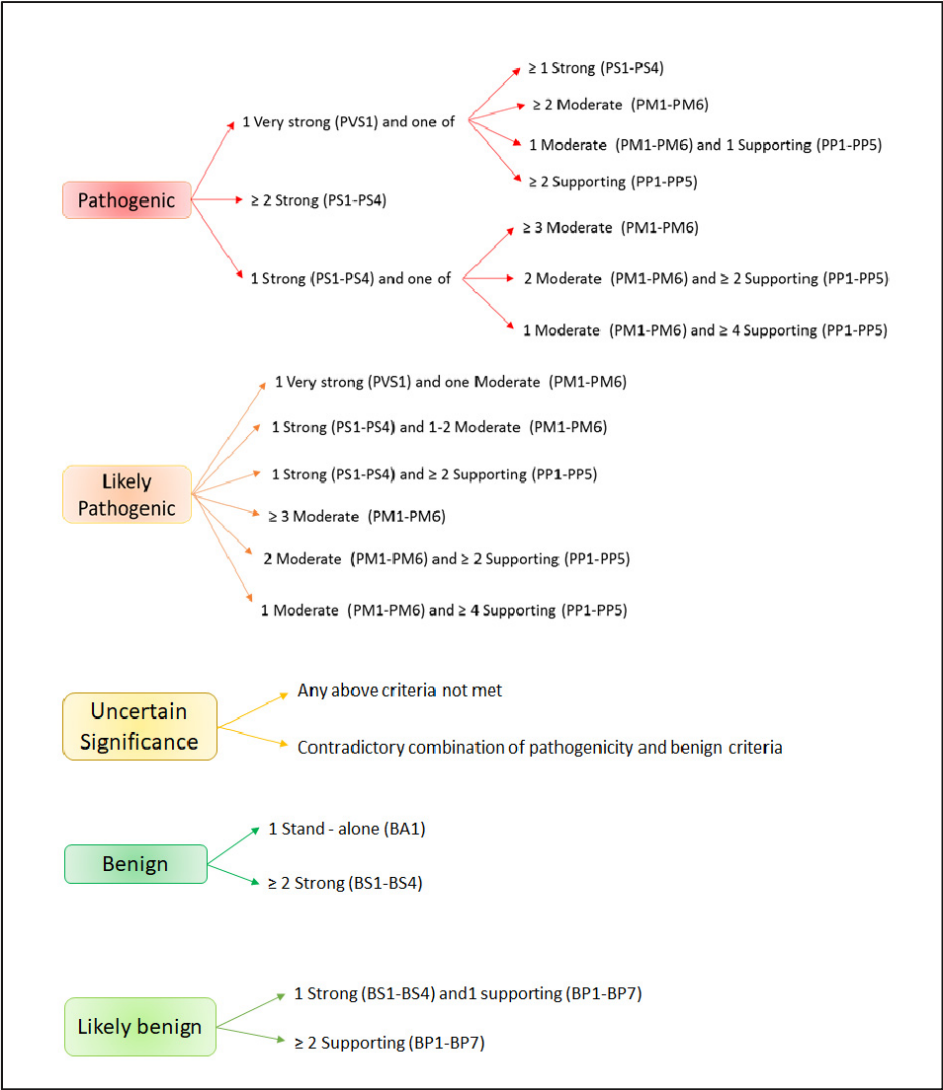 Pathogenic
1 Very strong (PVS1) and one of
≥ 1 Strong (PS1-PS4)
≥ 2 Moderate (PM1-PM6)
1 Moderate (PM1-PM6) and 1 Supporting (PP1-PP5)
≥ 2 Supporting (PP1-PP5)
≥ 2 Strong (PS1-PS4)
1 Strong (PS1-PS4) and one of
≥ 3 Moderate (PM1-PM6)
2 Moderate (PM1-PM6) and ≥ 2 Supporting (PP1-PP5)
1 Moderate (PM1-PM6) and ≥ 4 Supporting (PP1-PP5)
Likely
Pathogenic
1 Very strong (PVS1) and one Moderate (PM1-PM6)
1 Strong (PS1-PS4) and 1-2 Moderate (PM1-PM6)
1 Strong (PS1-PS4) and ≥ 2 Supporting (PP1-PP5)
≥ 3 Moderate (PM1-PM6)
2 Moderate (PM1-PM6) and ≥ 2 Supporting (PP1-PP5)
1 Moderate (PM1-PM6) and ≥ 4 Supporting (PP1-PP5)
Uncertain
Significance
Any above criteria not met
Contradictory combination of pathogenicity and benign criteria
Benign
1 Stand - alone (BA1)
≥ 2 Strong (BS1-BS4)
Likely benign
1 Strong (BS1-BS4) and1 supporting (BP1-BP7)
≥ 2 Supporting (BP1-BP7)